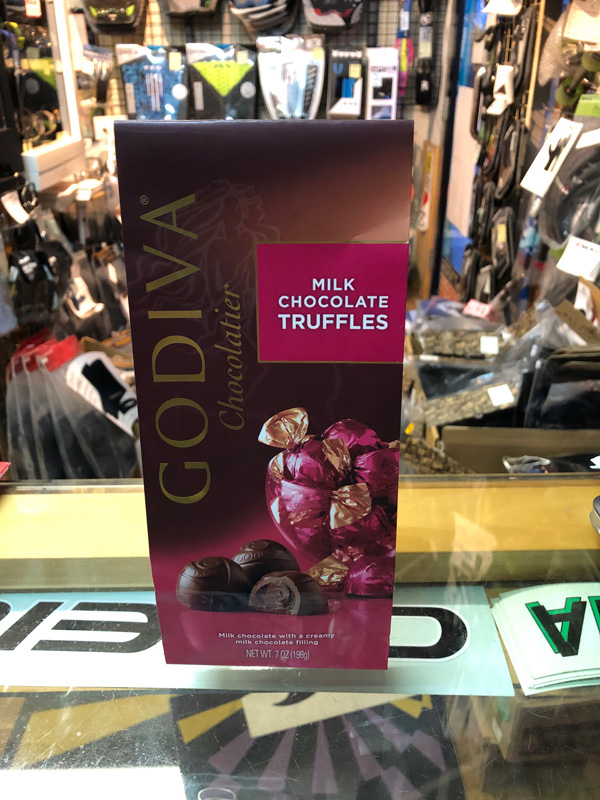 GODIVA®
Chocolatier
MILK
CHOCOLATE
TRUFFLES
Milk chocolate with a creamy
milk chocolate filling
NET WT. 7 OZ (198g)